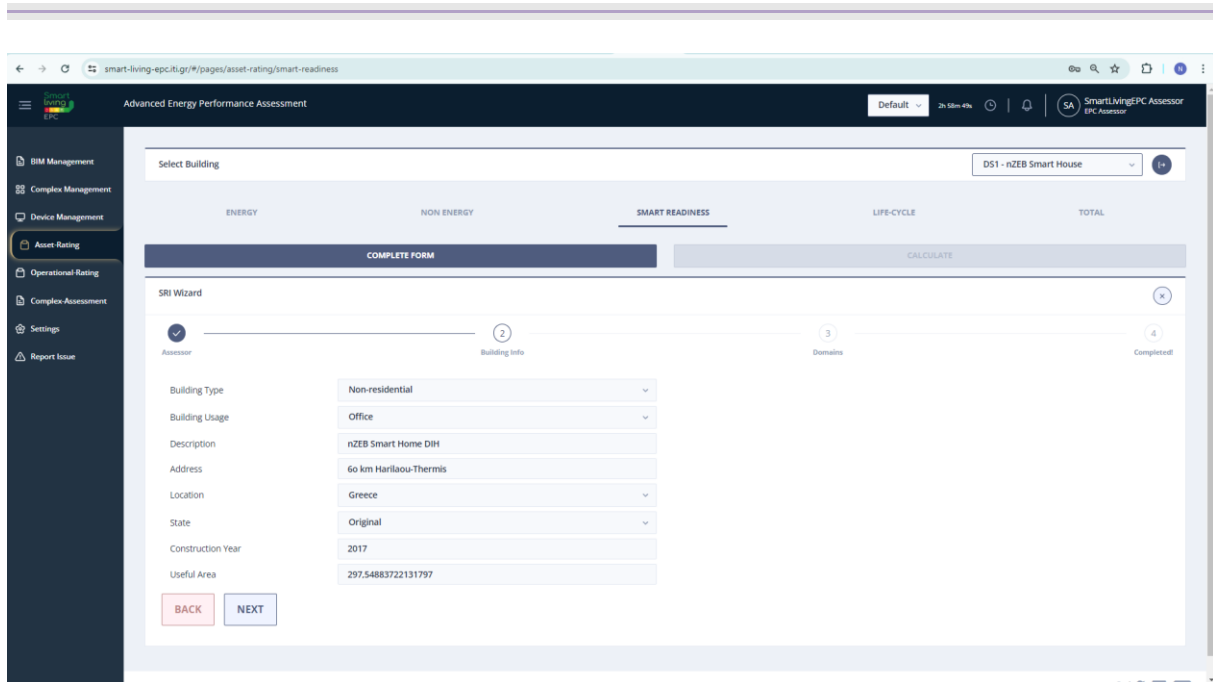 smart-living-epc.iti.gr/#/pages/asset-rating/smart-readiness
N
Smart
living
EPC
Advanced Energy Performance Assessment
Default
2h 58m 49s
SA
SmartLivingEPC Assessor
EPC Assessor
BIM Management
Complex Management
Device Management
Asset-Rating
Operational-Rating
Complex-Assessment
Settings
Report Issue
Select Building
DS1 - nZEB Smart House
ENERGY
NON ENERGY
SMART READINESS
LIFE-CYCLE
TOTAL
COMPLETE FORM
CALCULATE
SRI Wizard
2
3
4
Assessor
Building Info
Domains
Completed!
Building Type Non-residential
Building Usage Office
Description nZEB Smart Home DIH
Address 6o km Harilaou-Thermis
Location Greece
State Original
Construction Year 2017
Useful Area 297.54883722131797
BACK NEXT